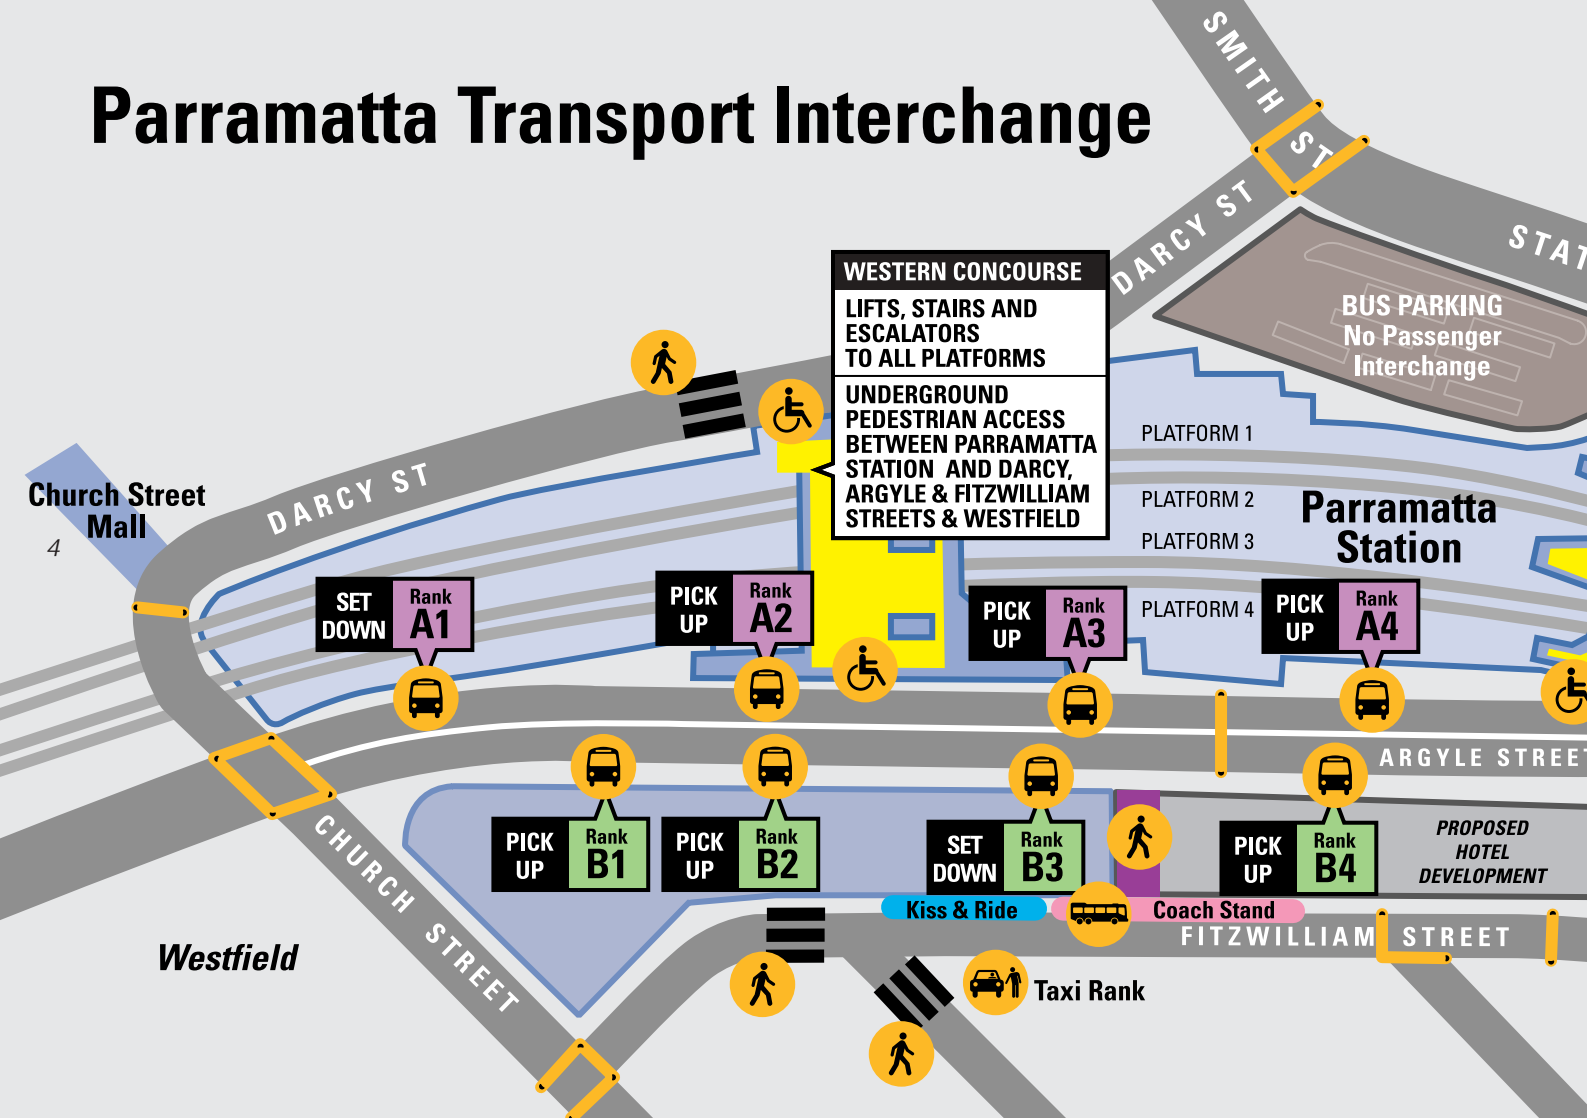 Parramatta Transport Interchange
SMITH ST
DARCY ST
WESTERN CONCOURSE
LIFTS, STAIRS AND
ESCALATORS
TO ALL PLATFORMS
UNDERGROUND
PEDESTRIAN ACCESS
BETWEEN PARRAMATTA
STATION AND DARCY,
ARGYLE & FITZWILLIAM
STREETS & WESTFIELD
STAT
BUS PARKING
No Passenger
Interchange
PLATFORM 1
PLATFORM 2
PLATFORM 3
PLATFORM 4
Parramatta
Station
DARCY ST
Church Street
Mall
4
SET
DOWN
Rank
A1
PICK
UP
Rank
A2
PICK
UP
Rank
A3
PICK
UP
Rank
A4
ARGYLE STREET
PICK
UP
Rank
B1
PICK
UP
Rank
B2
SET
DOWN
Rank
B3
PICK
UP
Rank
B4
PROPOSED
HOTEL
DEVELOPMENT
Kiss & Ride
Coach Stand
CHURCH STREET
FITZWILLIAM STREET
Westfield
Taxi Rank